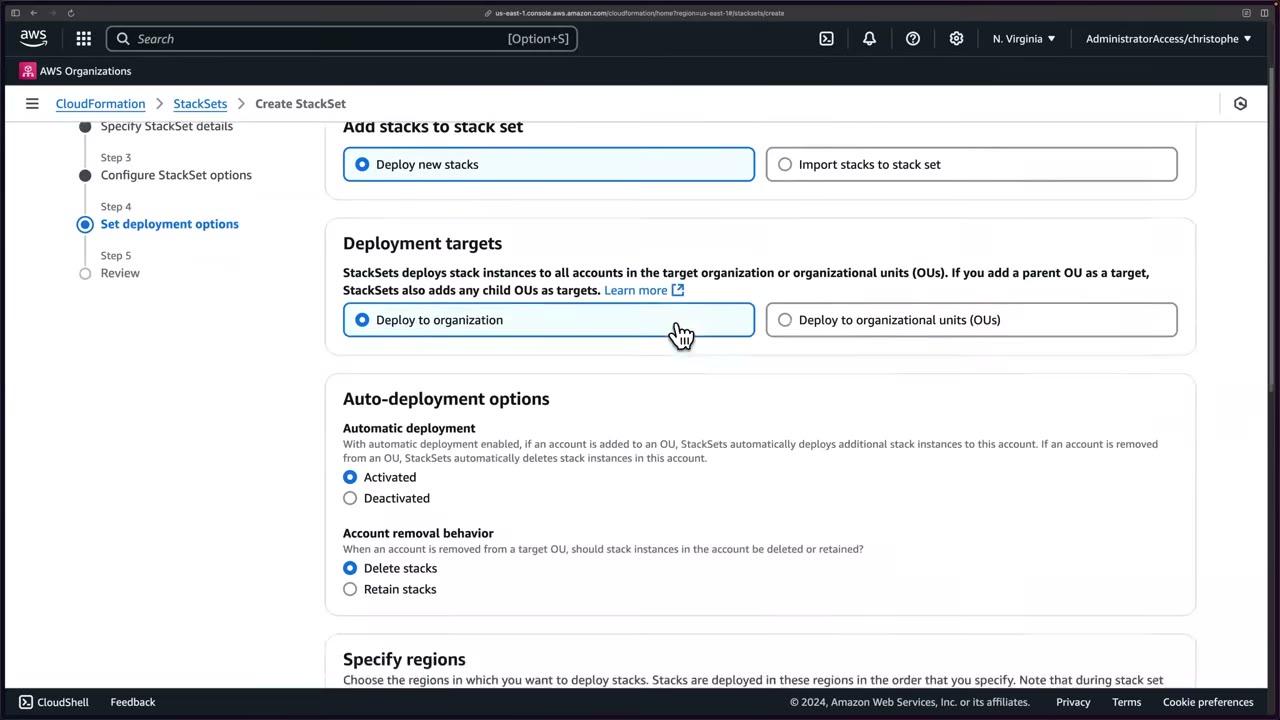 us-east-1.console.aws.amazon.com/cloudformation/home?region=us-east-1#/stacksets/create
aws
Search
[Option+S]
N. Virginia
AdministratorAccess/christophe
AWS Organizations
CloudFormation > StackSets > Create StackSet
Specify StackSet details
Step 3
Configure StackSet options
Step 4
Set deployment options
Step 5
Review
Add stacks to stack set
Deploy new stacks
Import stacks to stack set
Deployment targets
StackSets deploys stack instances to all accounts in the target organization or organizational units (OUs). If you add a parent OU as a target,
StackSets also adds any child OUs as targets. Learn more
Deploy to organization
Deploy to organizational units (OUs)
Auto-deployment options
Automatic deployment
With automatic deployment enabled, if an account is added to an OU, StackSets automatically deploys additional stack instances to this account. If an account is removed
from an OU, StackSets automatically deletes stack instances in this account.
Activated
Deactivated
Account removal behavior
When an account is removed from a target OU, should stack instances in the account be deleted or retained?
Delete stacks
Retain stacks
Specify regions
Choose the regions in which you want to deploy stacks. Stacks are deployed in these regions in the order that you specify. Note that during stack set
CloudShell
Feedback
© 2024, Amazon Web Services, Inc. or its affiliates.
Privacy
Terms
Cookie preferences